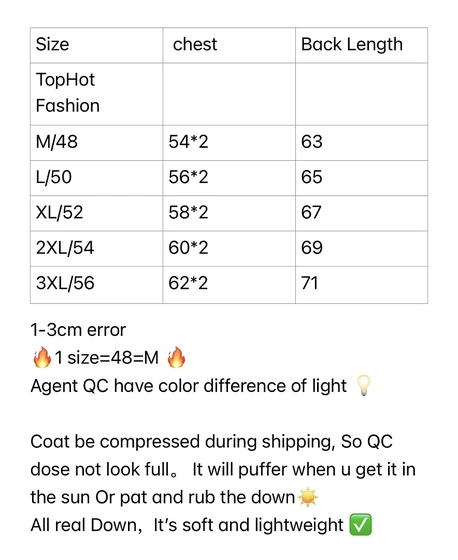 Size chest Back Length
TopHot
Fashion
M/48 54*2 63
L/50 56*2 65
XL/52 58*2 67
2XL/54 60*2 69
3XL/56 62*2 71
1-3cm error
🔥1 size=48=M 🔥
Agent QC have color difference of light 💡
Coat be compressed during shipping, So QC
dose not look full。 It will puffer when u get it in
the sun Or pat and rub the down☀️
All real Down，It’s soft and lightweight ✅